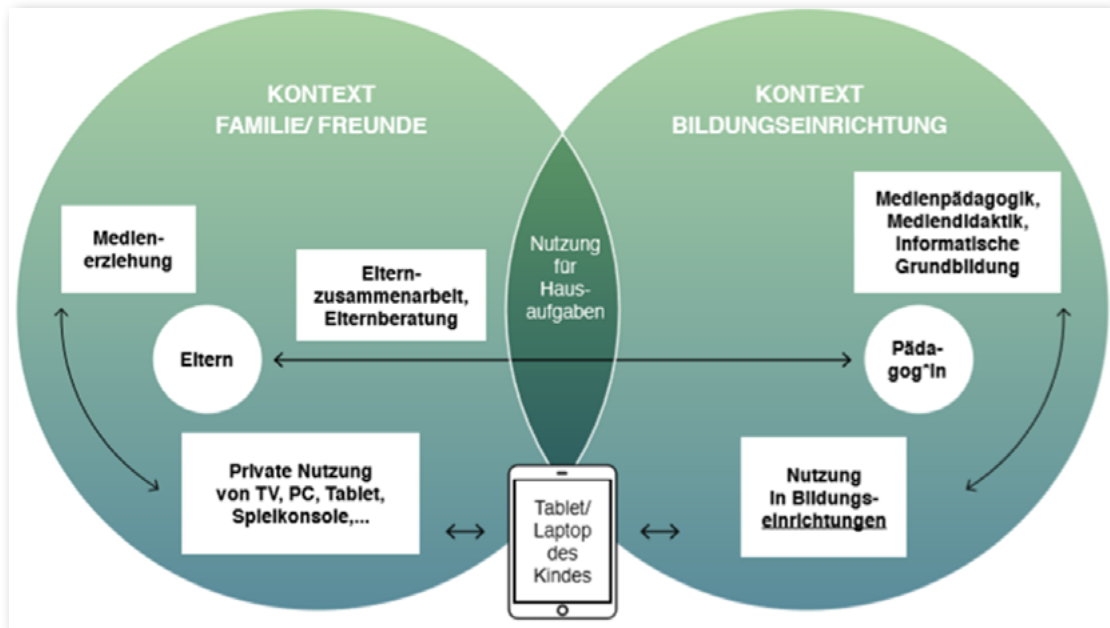 KONTEXT
FAMILIE/ FREUNDE
KONTEXT
BILDUNGSEINRICHTUNG
Medien-
erziehung
Eltern-
zusammenarbeit,
Elternberatung
Nutzung
für
Haus-
aufgaben
Medienpädagogik,
Mediendidaktik,
Informatische
Grundbildung
Eltern
Päda-
gog*in
Private Nutzung
von TV, PC, Tablet,
Spielkonsole,...
Tablet/
Laptop
des
Kindes
Nutzung
in Bildungs-
einrichtungen